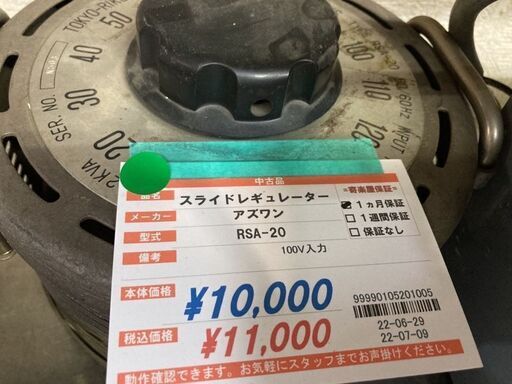 TOKYO-RIKO
50
40
30
20
SER. NO.
KVA
110
120
50-60Hz
INPUT
中古品
品名 スライドレギュレーター
メーカー アズワン
型式 RSA-20
備考 100V入力
*喜楽屋保証*
1ヵ月保証
1週間保証
保証なし
本体価格 ¥10,000
税込価格 ¥11,000
99990105201005
22-06-29
22-07-09
動作確認できます。お気軽にスタッフまでお声掛けください。